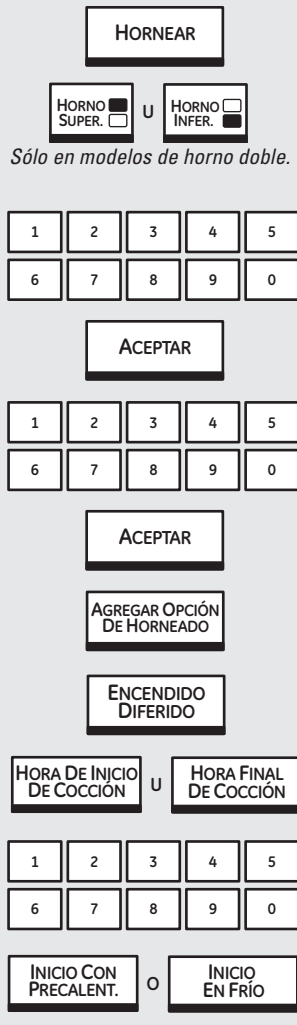 HORNEAR
HORNO
SUPER.
U
HORNO
INFER.
Sólo en modelos de horno doble.
1 2 3 4 5
6 7 8 9 0
ACEPTAR
1 2 3 4 5
6 7 8 9 0
ACEPTAR
AGREGAR OPCIÓN
DE HORNEADO
ENCENDIDO
DIFERIDO
HORA DE INICIO
DE COCCIÓN
U
HORA FINAL
DE COCCIÓN
1 2 3 4 5
6 7 8 9 0
INICIO CON
PRECALENT.
O
INICIO
EN FRÍO